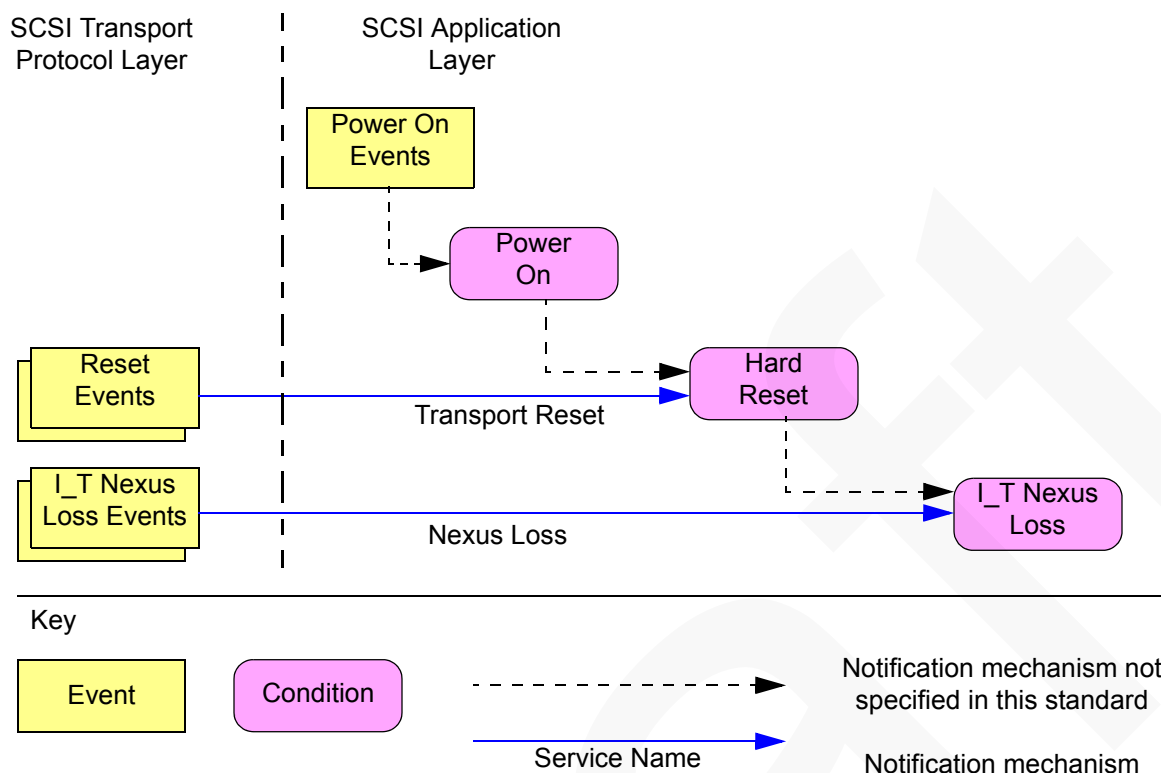 SCSI Transport
Protocol Layer
SCSI Application
Layer
Power On
Events
Power
On
Reset
Events
Hard
Reset
Transport Reset
I_T Nexus
Loss Events
I_T Nexus
Loss
Nexus Loss
Key
Event
Condition
Notification mechanism not
specified in this standard
Service Name
Notification mechanism